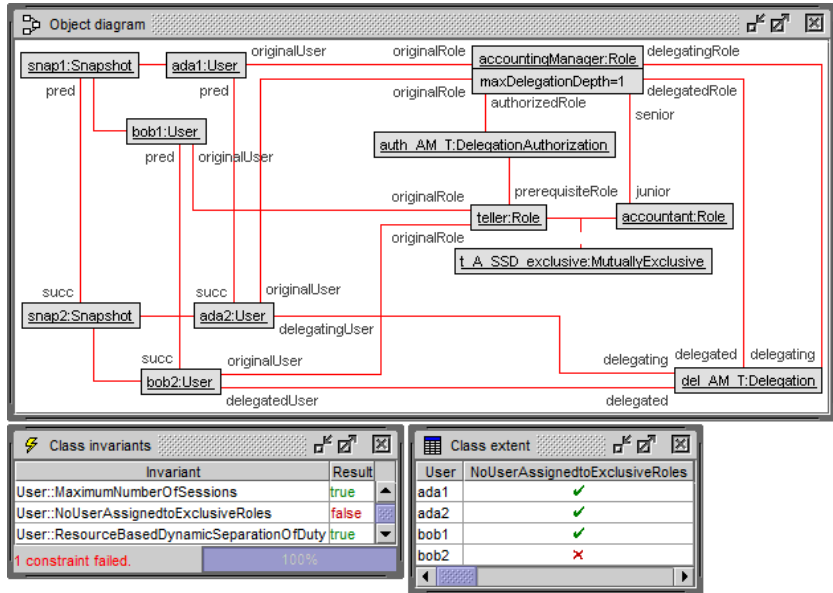 Object diagram
originalUser originalRole accountingManager:Role delegatingRole
snap1:Snapshot ada1:User
pred pred originalRole maxDelegationDepth=1 delegatedRole
authorizedRole senior
bob1:User
auth_AM_T:DelegationAuthorization
pred originalUser
originalRole prerequisiteRole junior
teller:Role accountant:Role
originalRole
t_A_SSD_exclusive:MutuallyExclusive
succ succ originalUser
snap2:Snapshot ada2:User
delegatingUser
succ originalUser delegating delegated delegating
bob2:User del_AM_T:Delegation
delegatedUser delegated
Class invariants
Invariant Result
User::MaximumNumberOfSessions true
User::NoUserAssignedtoExclusiveRoles false
User::ResourceBasedDynamicSeparationOfDuty true
1 constraint failed. 100%
Class extent
User NoUserAssignedtoExclusiveRoles
ada1
ada2
bob1
bob2